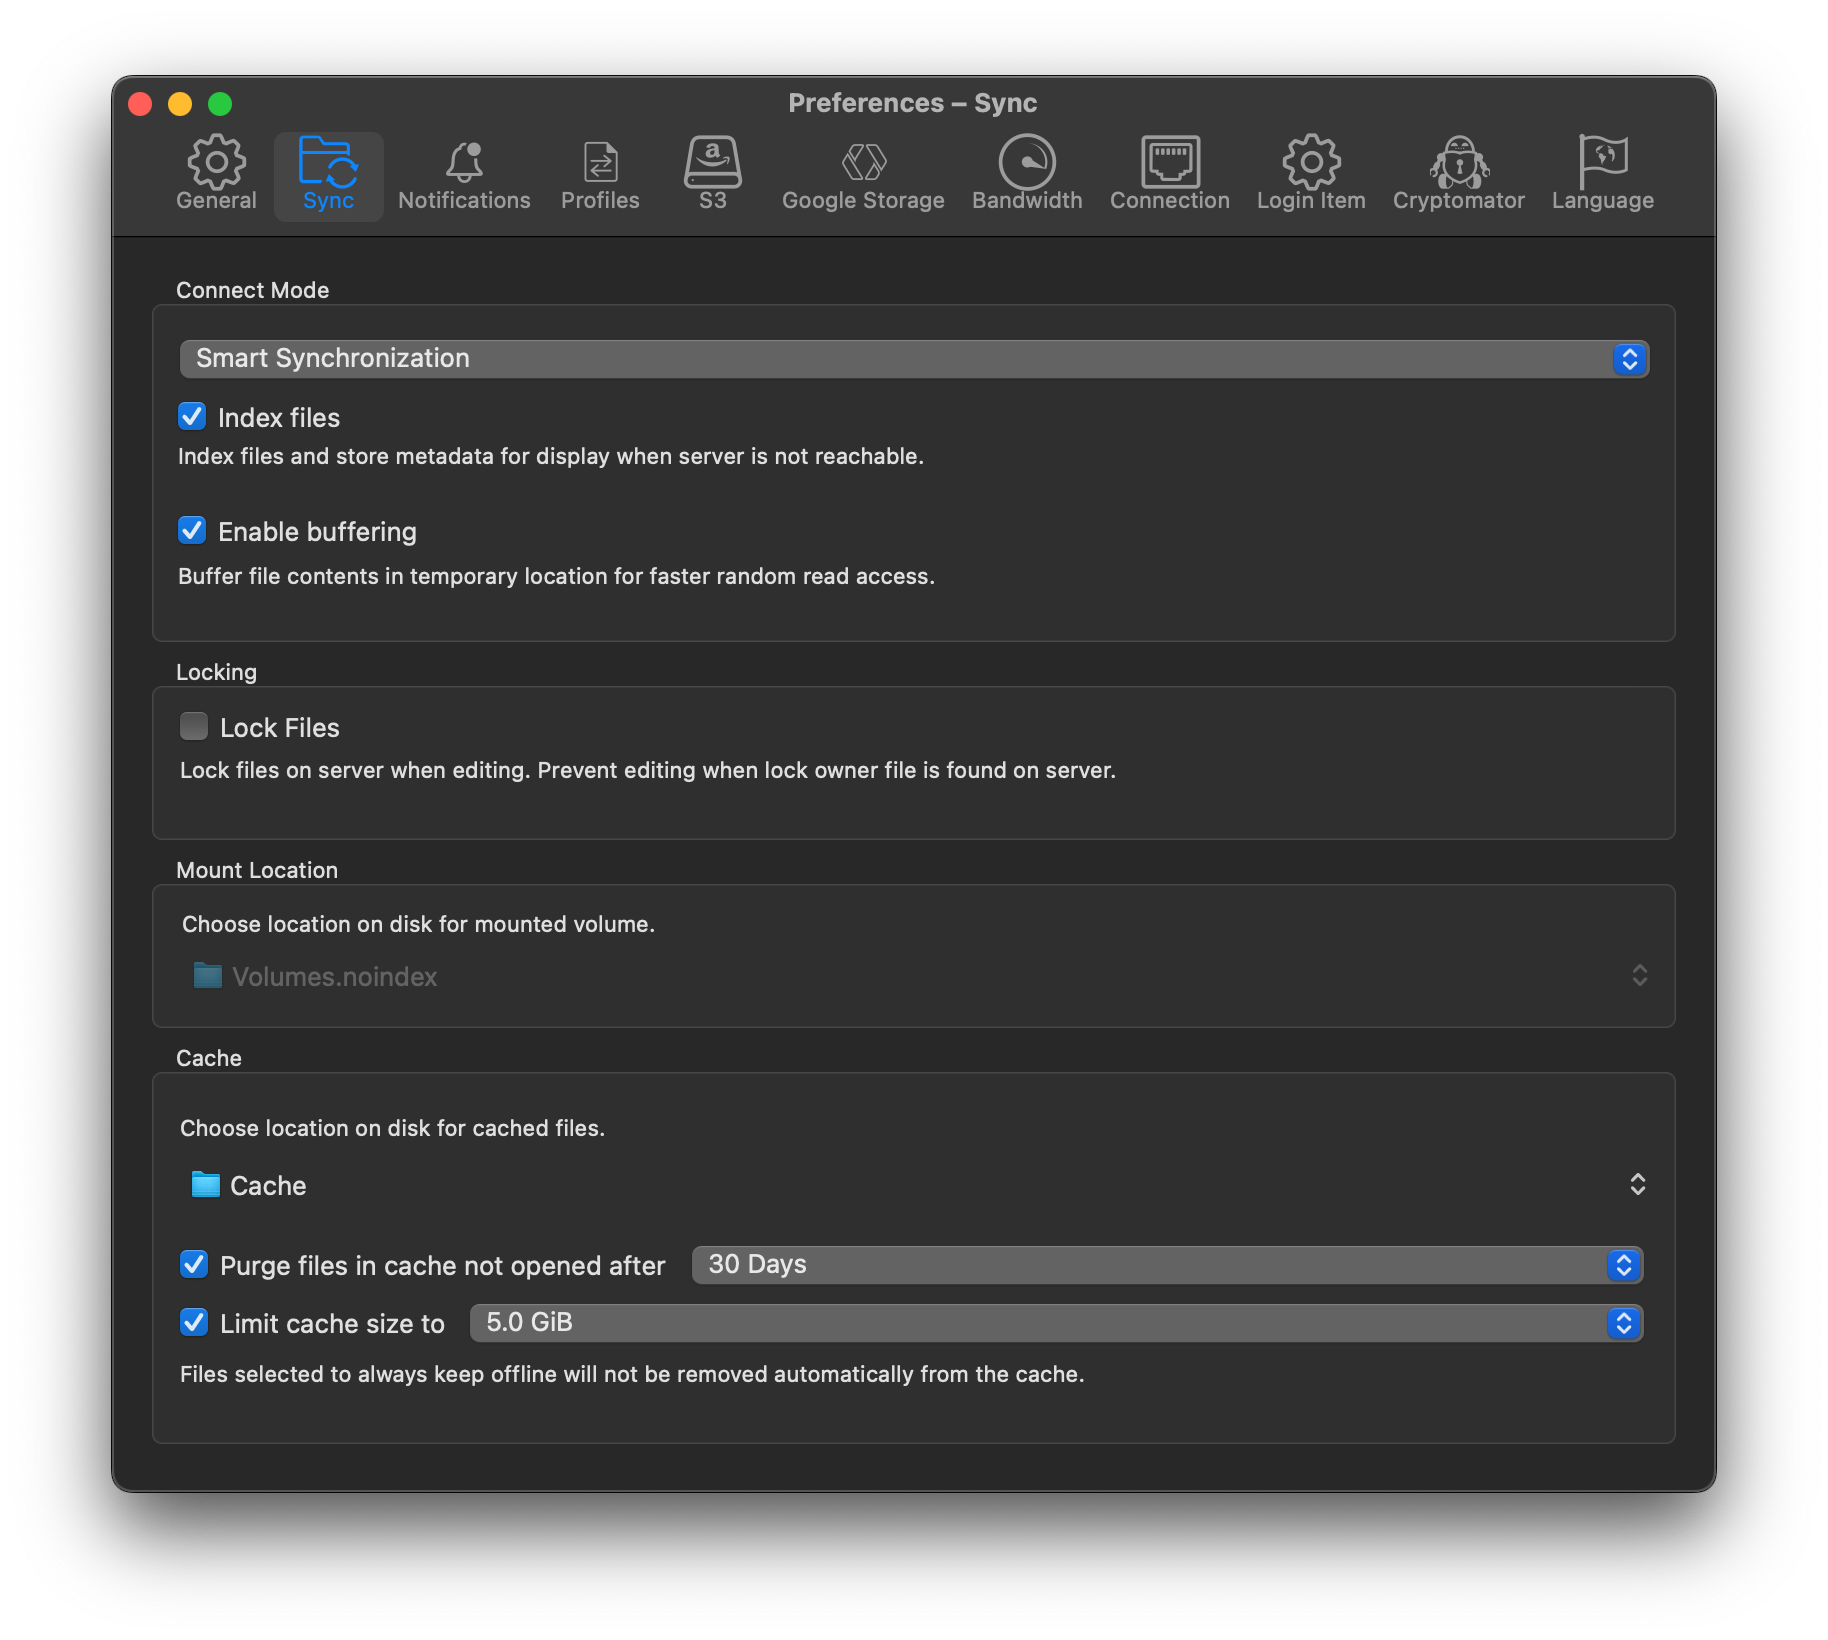 Preferences – Sync
General
Sync
Notifications
Profiles
a
S3
Google Storage
Bandwidth
Connection
Login Item
Cryptomator
Language
Connect Mode
Smart Synchronization
Index files
Index files and store metadata for display when server is not reachable.
Enable buffering
Buffer file contents in temporary location for faster random read access.
Locking
Lock Files
Lock files on server when editing. Prevent editing when lock owner file is found on server.
Mount Location
Choose location on disk for mounted volume.
Volumes.noindex
Cache
Choose location on disk for cached files.
Cache
Purge files in cache not opened after 30 Days
Limit cache size to 5.0 GiB
Files selected to always keep offline will not be removed automatically from the cache.